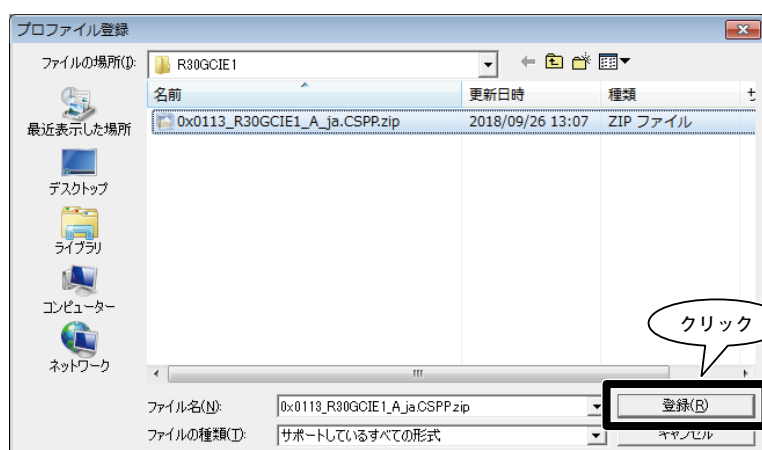 プロファイル登録
ファイルの場所(I):
R30GCIE1
名前
更新日時
種類
0x0113_R30GCIE1_A_ja.CSPP.zip
2018/09/26 13:07
ZIP ファイル
最近表示した場所
デスクトップ
ライブラリ
コンピューター
ネットワーク
クリック
ファイル名(N):
0x0113_R30GCIE1_A_ja.CSPP.zip
登録(R)
ファイルの種類(T):
サポートしているすべての形式
キャンセル